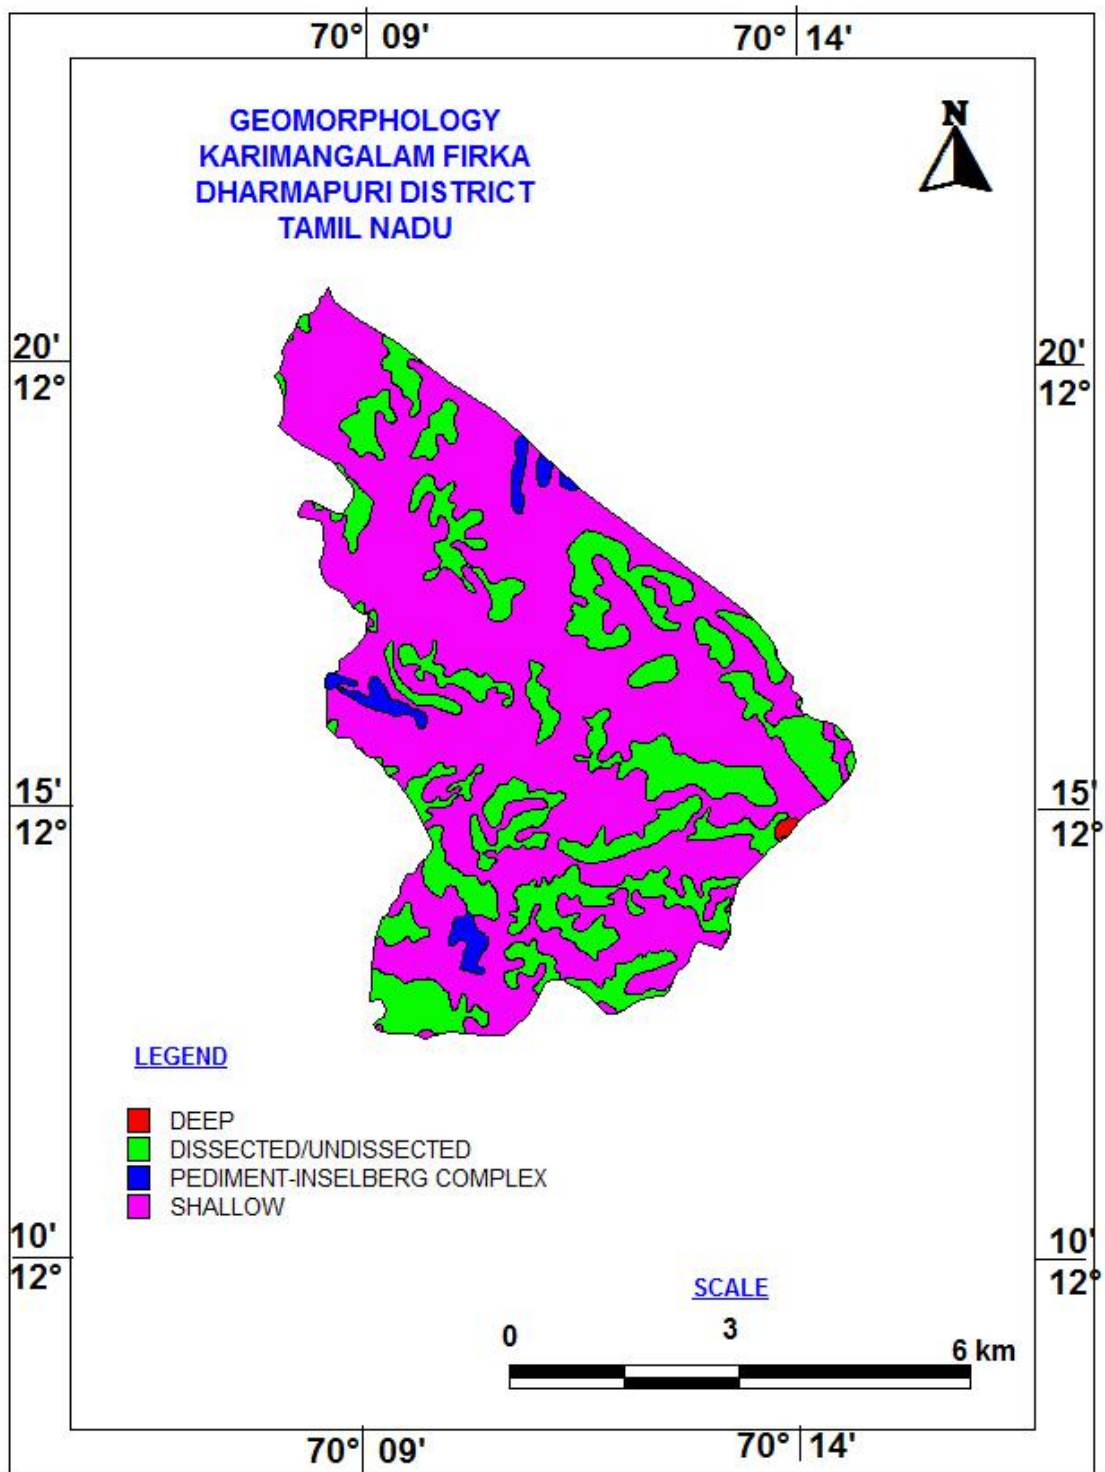 70° 09' 70° 14'
GEOMORPHOLOGY
KARIMANGALAM FIRKA
DHARMAPURI DISTRICT
TAMIL NADU
N
20' 20'
12° 12°
15' 15'
12° 12°
LEGEND
DEEP
DISSECTED/UNDISSECTED
PEDIMENT-INSELBERG COMPLEX
SHALLOW
10' 10'
12° 12°
SCALE
0 3 6 km
70° 09' 70° 14'